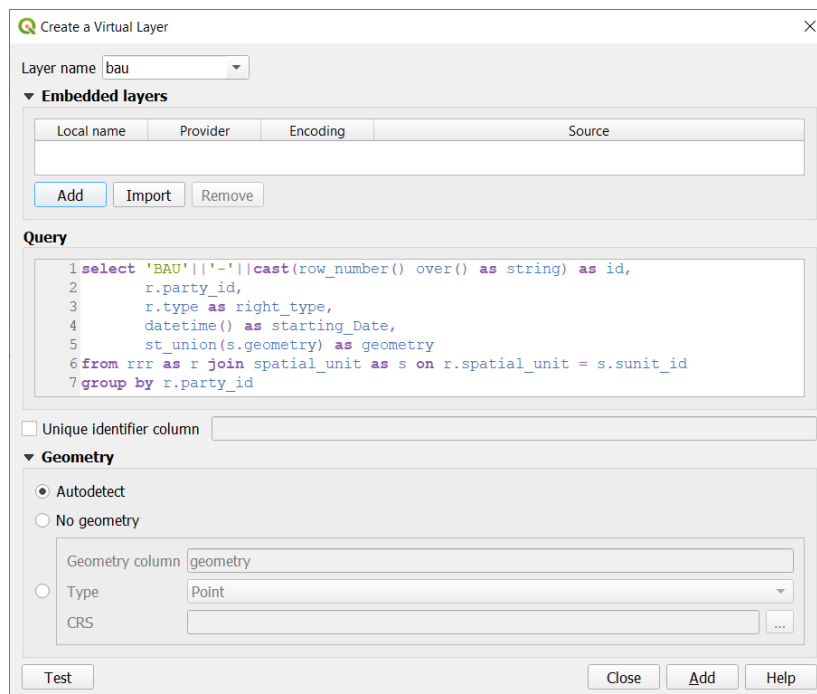 Create a Virtual Layer
Layer name bau
Embedded layers
Local name Provider Encoding Source
Add Import Remove
Query
1 select 'BAU'||'-'||cast(row_number() over() as string) as id,
2 r.party_id,
3 r.type as right_type,
4 datetime() as starting_Date,
5 st_union(s.geometry) as geometry
6 from rrr as r join spatial_unit as s on r.spatial_unit = s.sunit_id
7 group by r.party_id
Unique identifier column
Geometry
Autodetect
No geometry
Geometry column geometry
Type Point
CRS ...
Test Close Add Help